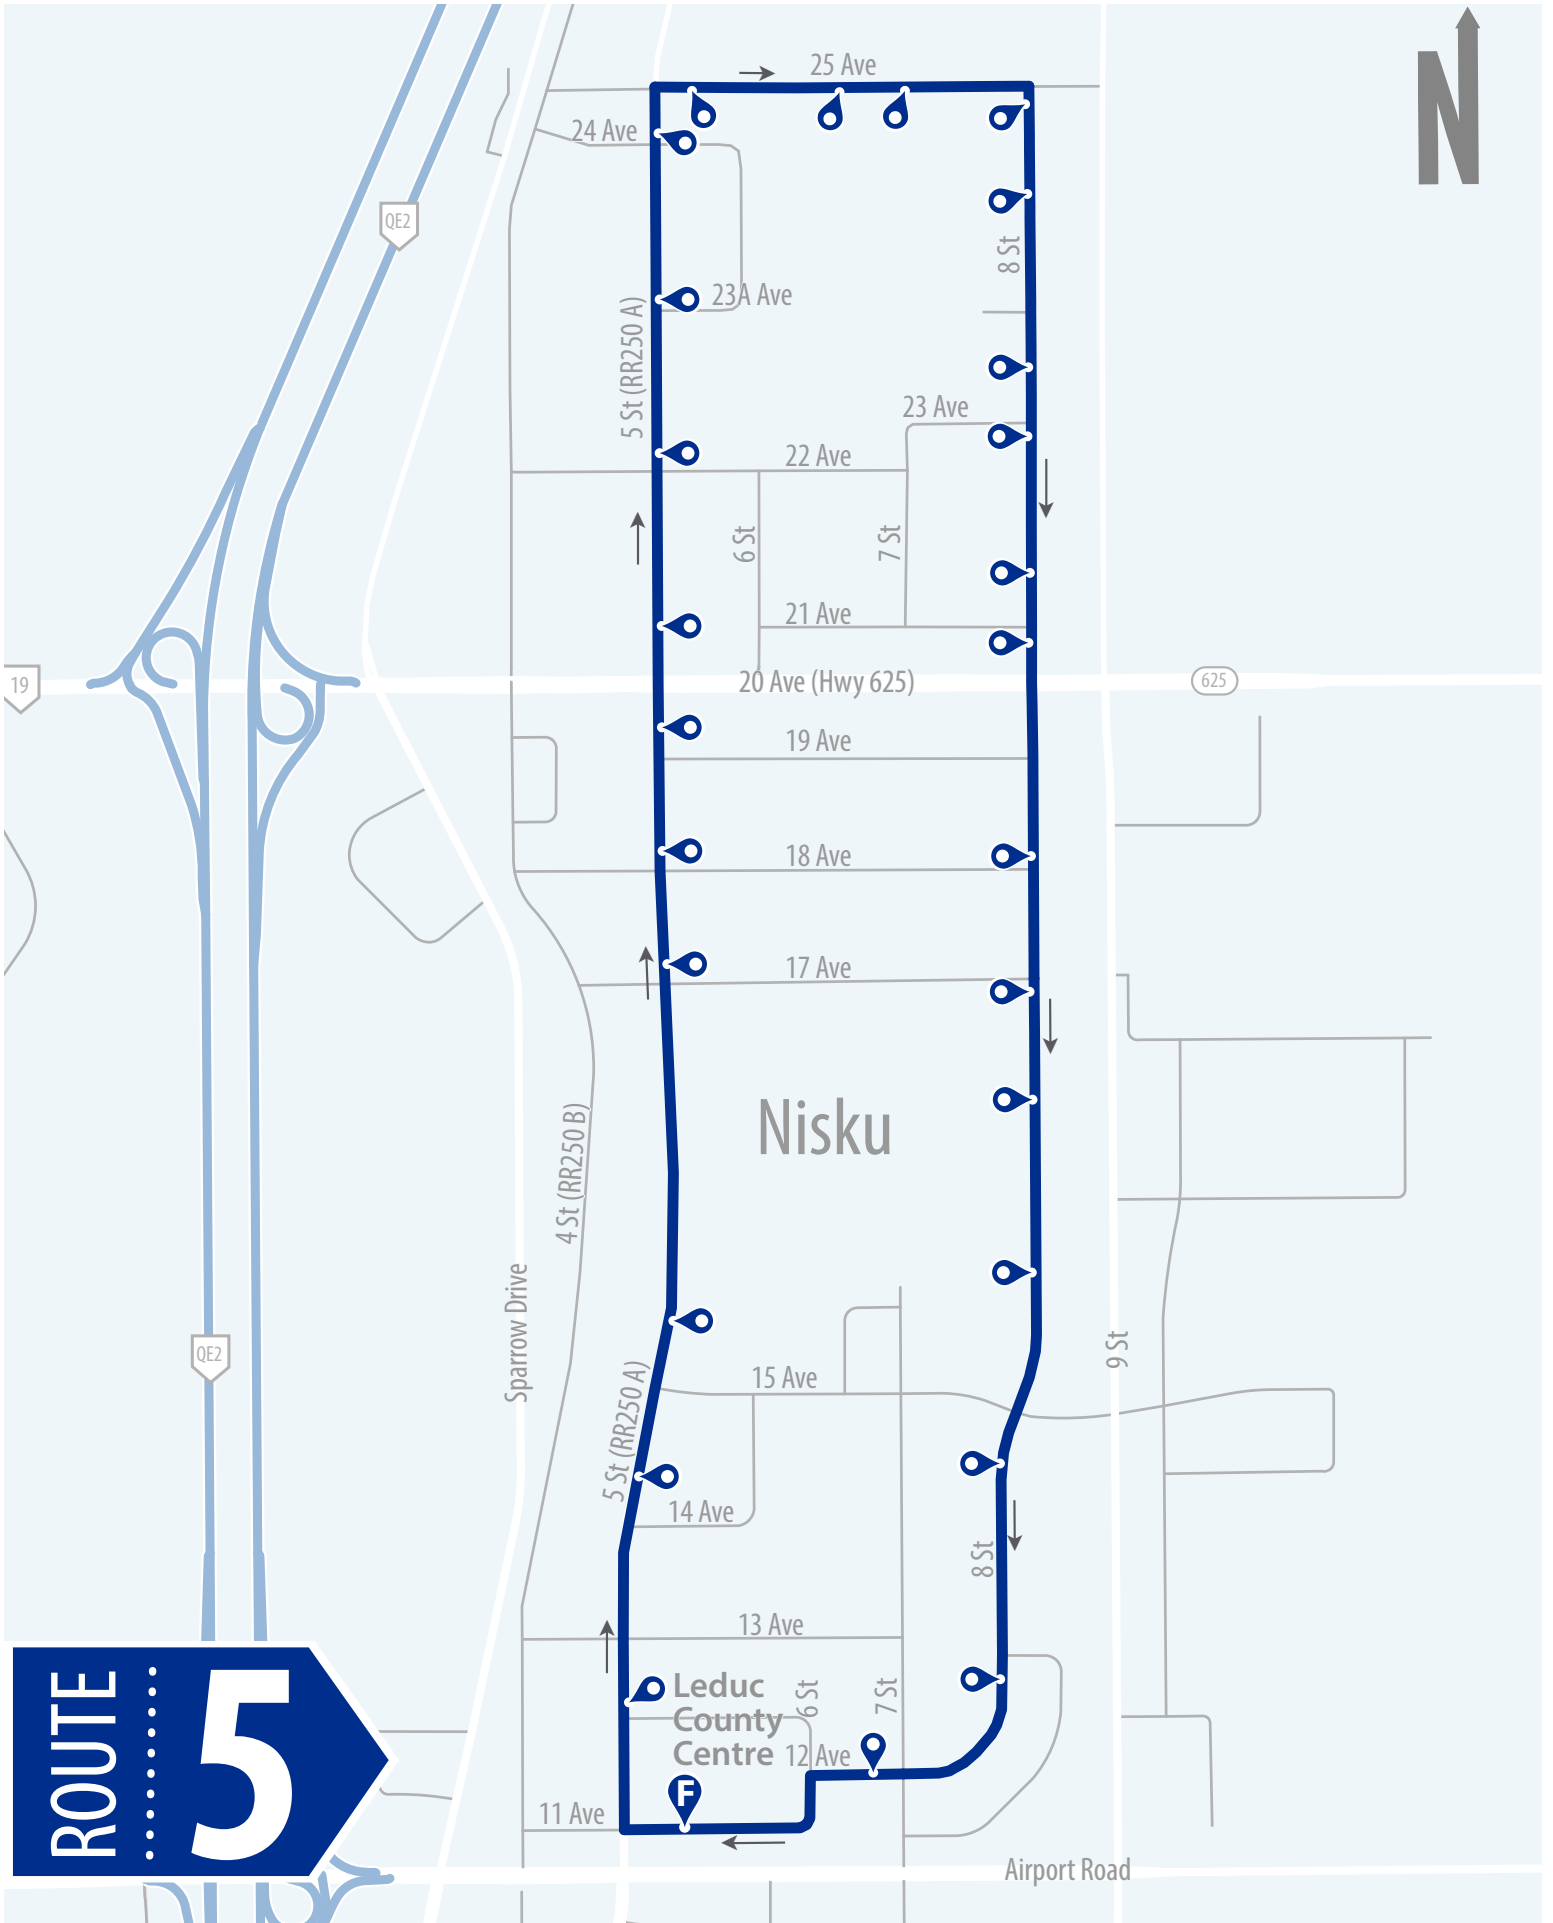 25 Ave
N
24 Ave
QE2
8 St
23A Ave
5 St (RR250 A)
23 Ave
22 Ave
6 St
7 St
21 Ave
19
20 Ave (Hwy 625)
625
19 Ave
18 Ave
17 Ave
Nisku
4 St (RR250 B)
Sparrow Drive
QE2
9 St
15 Ave
5 St (RR250 A)
14 Ave
8 St
13 Ave
Leduc
County
Centre
6 St
7 St
12 Ave
F
11 Ave
ROUTE
5
Airport Road